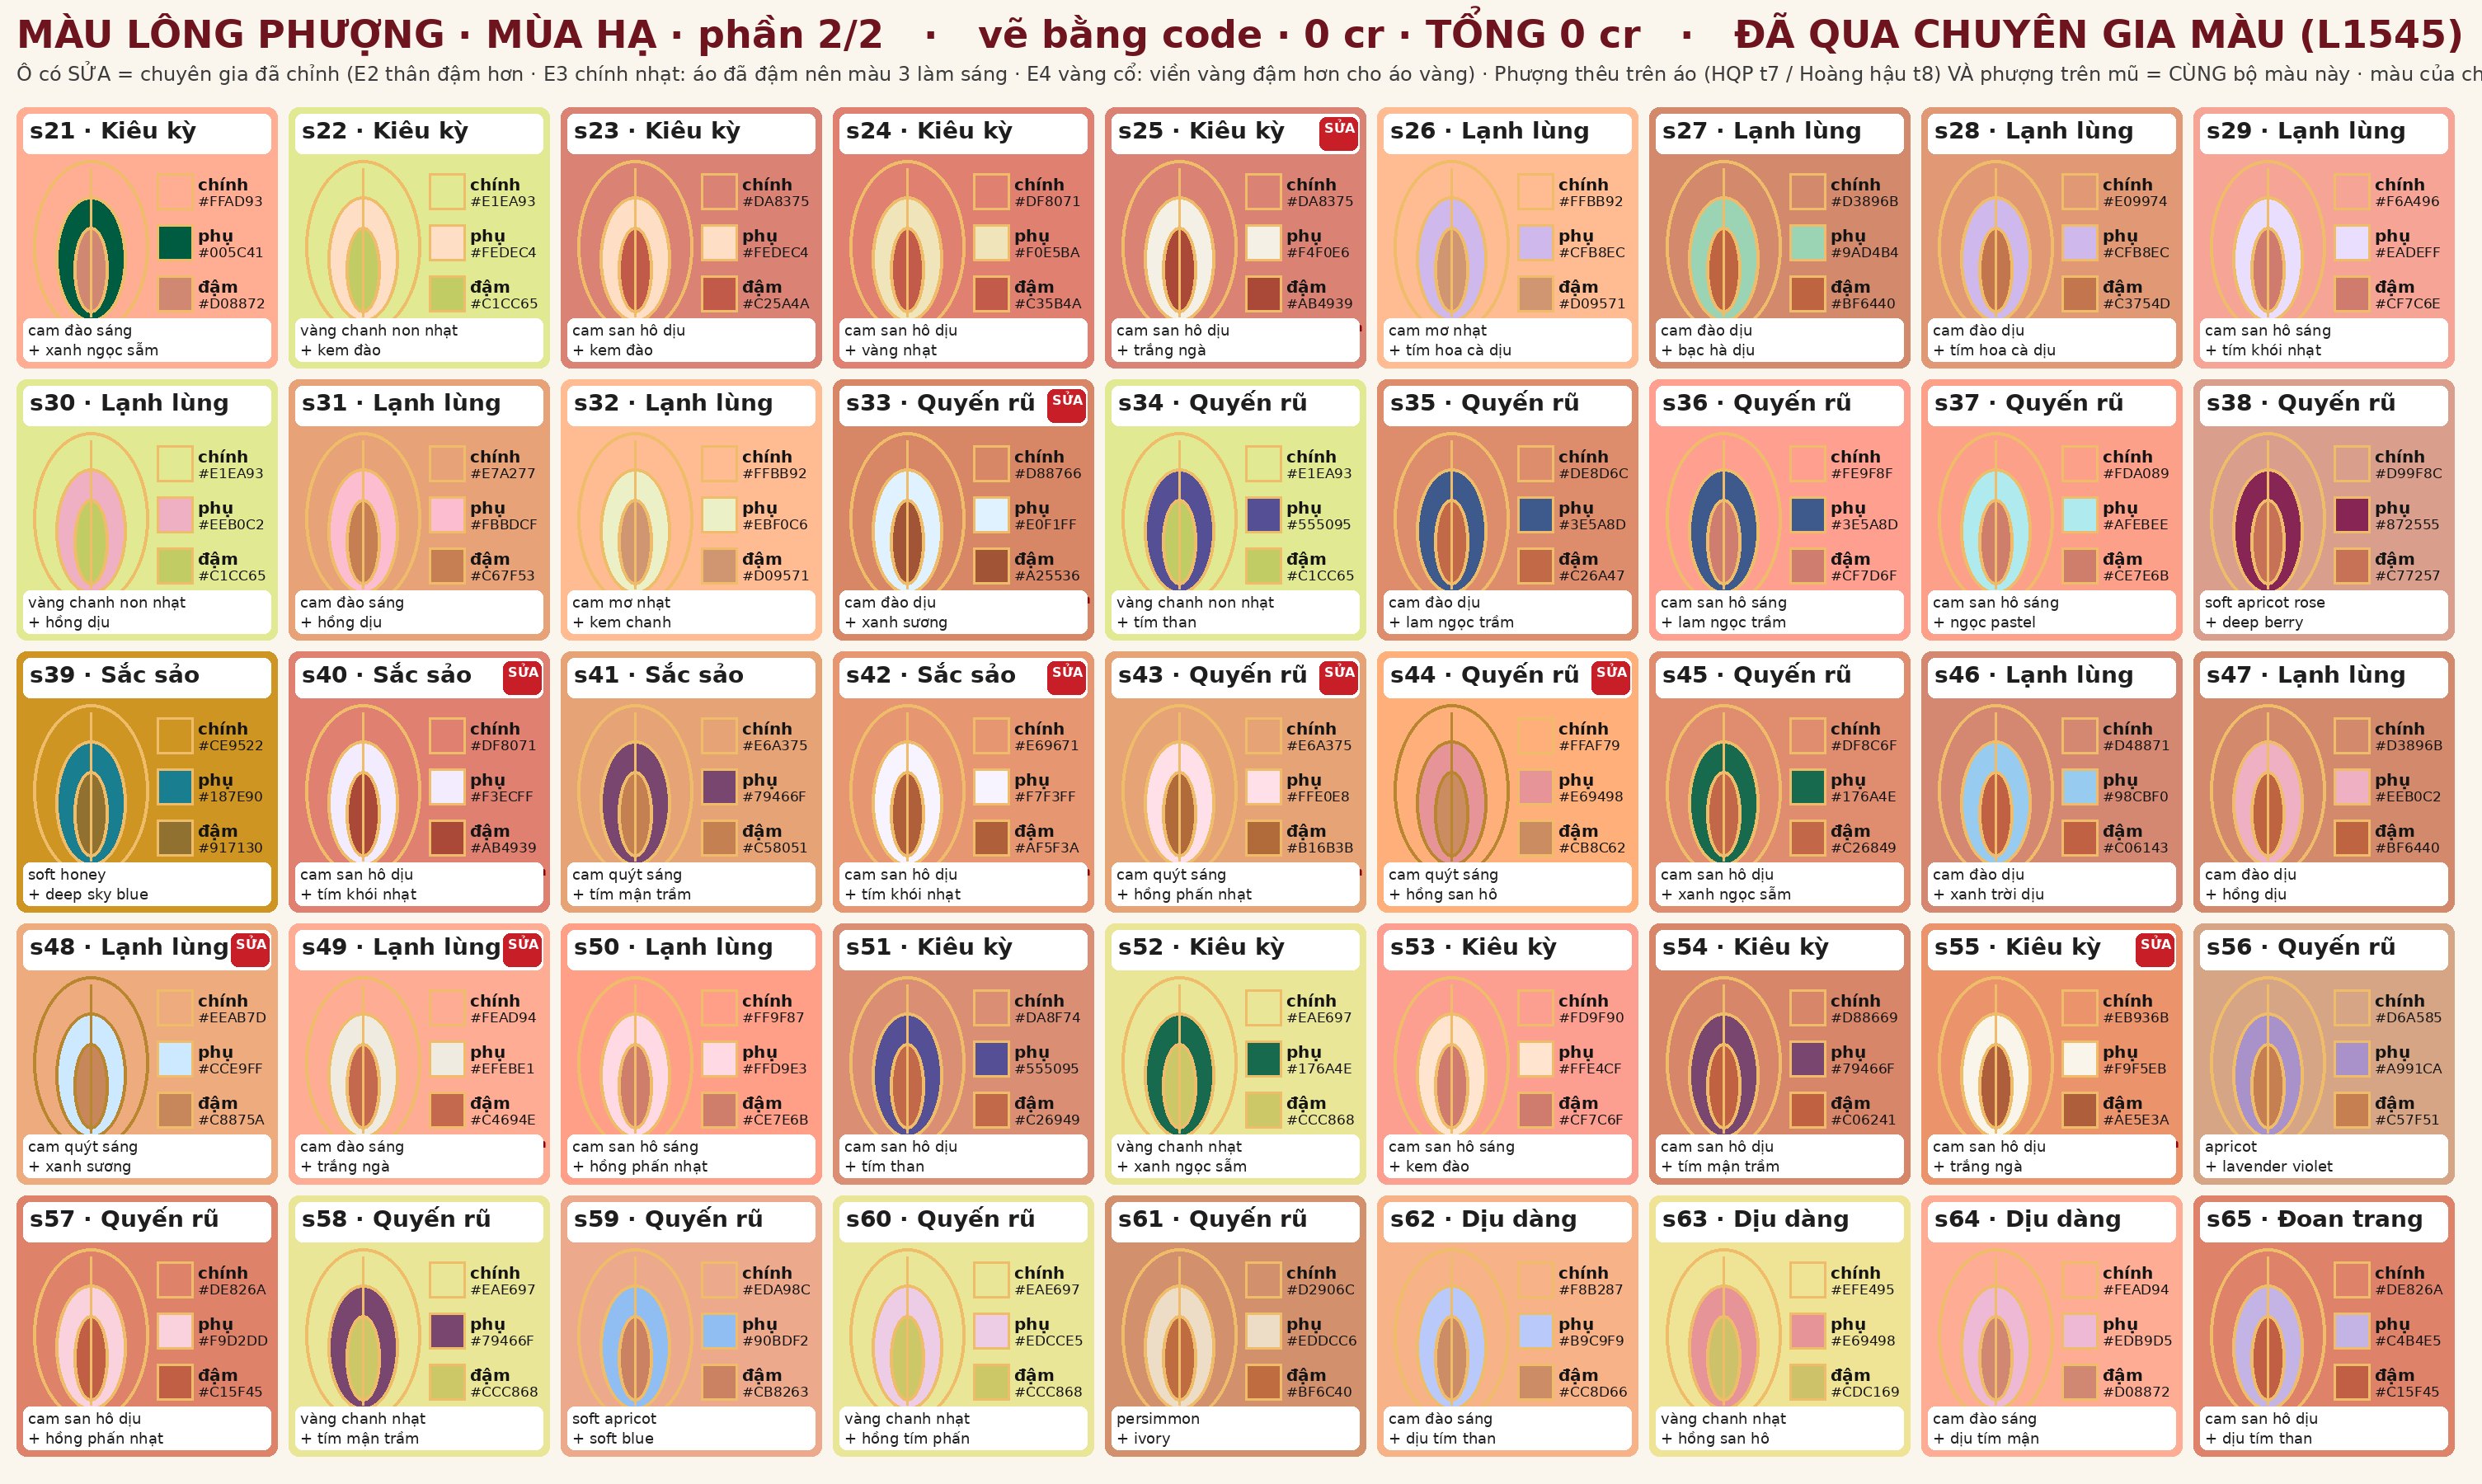 MÀU LÔNG PHƯỢNG · MÙA HẠ · phần 2/2 · vẽ bằng code · 0 cr · TỔNG 0 cr · ĐÃ QUA CHUYÊN GIA MÀU (L1545)
Ô có SỬA = chuyên gia đã chỉnh (E2 thân đậm hơn · E3 chính nhạt: áo đã đậm nên màu 3 làm sáng · E4 vàng cổ: viền vàng đậm hơn cho áo vàng) · Phượng thêu trên áo (HQP t7 / Hoàng hậu t8) VÀ phượng trên mũ = CÙNG bộ màu này · màu của ch
s21 · Kiêu kỳ
chính
#FFAD93
phụ
#005C41
đậm
#D08872
cam đào sáng
+ xanh ngọc sẫm
s22 · Kiêu kỳ
chính
#E1EA93
phụ
#FEDEC4
đậm
#C1CC65
vàng chanh non nhạt
+ kem đào
s23 · Kiêu kỳ
chính
#DA8375
phụ
#FEDEC4
đậm
#C25A4A
cam san hô dịu
+ kem đào
s24 · Kiêu kỳ
chính
#DF8071
phụ
#F0E5BA
đậm
#C35B4A
cam san hô dịu
+ vàng nhạt
s25 · Kiêu kỳ
SỬA
chính
#DA8375
phụ
#F4F0E6
đậm
#AB4939
cam san hô dịu
+ trắng ngà
s26 · Lạnh lùng
chính
#FFBB92
phụ
#CFB8EC
đậm
#D09571
cam mơ nhạt
+ tím hoa cà dịu
s27 · Lạnh lùng
chính
#D3896B
phụ
#9AD4B4
đậm
#BF6440
cam đào dịu
+ bạc hà dịu
s28 · Lạnh lùng
chính
#E09974
phụ
#CFB8EC
đậm
#C3754D
cam đào dịu
+ tím hoa cà dịu
s29 · Lạnh lùng
chính
#F6A496
phụ
#EADEFF
đậm
#CF7C6E
cam san hô sáng
+ tím khói nhạt
s30 · Lạnh lùng
chính
#E1EA93
phụ
#EEB0C2
đậm
#C1CC65
vàng chanh non nhạt
+ hồng dịu
s31 · Lạnh lùng
chính
#E7A277
phụ
#FBBDCF
đậm
#C67F53
cam đào sáng
+ hồng dịu
s32 · Lạnh lùng
chính
#FFBB92
phụ
#EBF0C6
đậm
#D09571
cam mơ nhạt
+ kem chanh
s33 · Quyến rũ
SỬA
chính
#D88766
phụ
#E0F1FF
đậm
#A25536
cam đào dịu
+ xanh sương
s34 · Quyến rũ
chính
#E1EA93
phụ
#555095
đậm
#C1CC65
vàng chanh non nhạt
+ tím than
s35 · Quyến rũ
chính
#DE8D6C
phụ
#3E5A8D
đậm
#C26A47
cam đào dịu
+ lam ngọc trầm
s36 · Quyến rũ
chính
#FE9F8F
phụ
#3E5A8D
đậm
#CF7D6F
cam san hô sáng
+ lam ngọc trầm
s37 · Quyến rũ
chính
#FDA089
phụ
#AFEBEE
đậm
#CE7E6B
cam san hô sáng
+ ngọc pastel
s38 · Quyến rũ
chính
#D99F8C
phụ
#872555
đậm
#C77257
soft apricot rose
+ deep berry
s39 · Sắc sảo
chính
#CE9522
phụ
#187E90
đậm
#917130
soft honey
+ deep sky blue
s40 · Sắc sảo
SỬA
chính
#DF8071
phụ
#F3ECFF
đậm
#AB4939
cam san hô dịu
+ tím khói nhạt
s41 · Sắc sảo
chính
#E6A375
phụ
#79466F
đậm
#C58051
cam quýt sáng
+ tím mận trầm
s42 · Sắc sảo
SỬA
chính
#E69671
phụ
#F7F3FF
đậm
#AF5F3A
cam san hô dịu
+ tím khói nhạt
s43 · Quyến rũ
SỬA
chính
#E6A375
phụ
#FFE0E8
đậm
#B16B3B
cam quýt sáng
+ hồng phấn nhạt
s44 · Quyến rũ
SỬA
chính
#FFAF79
phụ
#E69498
đậm
#CB8C62
cam quýt sáng
+ hồng san hô
s45 · Quyến rũ
chính
#DF8C6F
phụ
#176A4E
đậm
#C26849
cam san hô dịu
+ xanh ngọc sẫm
s46 · Lạnh lùng
chính
#D48871
phụ
#98CBF0
đậm
#C06143
cam đào dịu
+ xanh trời dịu
s47 · Lạnh lùng
chính
#D3896B
phụ
#EEB0C2
đậm
#BF6440
cam đào dịu
+ hồng dịu
s48 · Lạnh lùng
SỬA
chính
#EEAB7D
phụ
#CCE9FF
đậm
#C8875A
cam quýt sáng
+ xanh sương
s49 · Lạnh lùng
SỬA
chính
#FEAD94
phụ
#EFEBE1
đậm
#C4694E
cam đào sáng
+ trắng ngà
s50 · Lạnh lùng
chính
#FF9F87
phụ
#FFD9E3
đậm
#CE7E6B
cam san hô sáng
+ hồng phấn nhạt
s51 · Kiêu kỳ
chính
#DA8F74
phụ
#555095
đậm
#C26949
cam san hô dịu
+ tím than
s52 · Kiêu kỳ
chính
#EAE697
phụ
#176A4E
đậm
#CCC868
vàng chanh nhạt
+ xanh ngọc sẫm
s53 · Kiêu kỳ
chính
#FD9F90
phụ
#FFE4CF
đậm
#CF7C6F
cam san hô sáng
+ kem đào
s54 · Kiêu kỳ
chính
#D88669
phụ
#79466F
đậm
#C06241
cam san hô dịu
+ tím mận trầm
s55 · Kiêu kỳ
SỬA
chính
#EB936B
phụ
#F9F5EB
đậm
#AE5E3A
cam san hô dịu
+ trắng ngà
s56 · Quyến rũ
chính
#D6A585
phụ
#A991CA
đậm
#C57F51
apricot
+ lavender violet
s57 · Quyến rũ
chính
#DE826A
phụ
#F9D2DD
đậm
#C15F45
cam san hô dịu
+ hồng phấn nhạt
s58 · Quyến rũ
chính
#EAE697
phụ
#79466F
đậm
#CCC868
vàng chanh nhạt
+ tím mận trầm
s59 · Quyến rũ
chính
#EDA98C
phụ
#90BDF2
đậm
#CB8263
soft apricot
+ soft blue
s60 · Quyến rũ
chính
#EAE697
phụ
#EDCCE5
đậm
#CCC868
vàng chanh nhạt
+ hồng tím phấn
s61 · Quyến rũ
chính
#D2906C
phụ
#EDDCC6
đậm
#BF6C40
persimmon
+ ivory
s62 · Dịu dàng
chính
#F8B287
phụ
#B9C9F9
đậm
#CC8D66
cam đào sáng
+ dịu tím than
s63 · Dịu dàng
chính
#EFE495
phụ
#E69498
đậm
#CDC169
vàng chanh nhạt
+ hồng san hô
s64 · Dịu dàng
chính
#FEAD94
phụ
#EDB9D5
đậm
#D08872
cam đào sáng
+ dịu tím mận
s65 · Đoan trang
chính
#DE826A
phụ
#C4B4E5
đậm
#C15F45
cam san hô dịu
+ dịu tím than